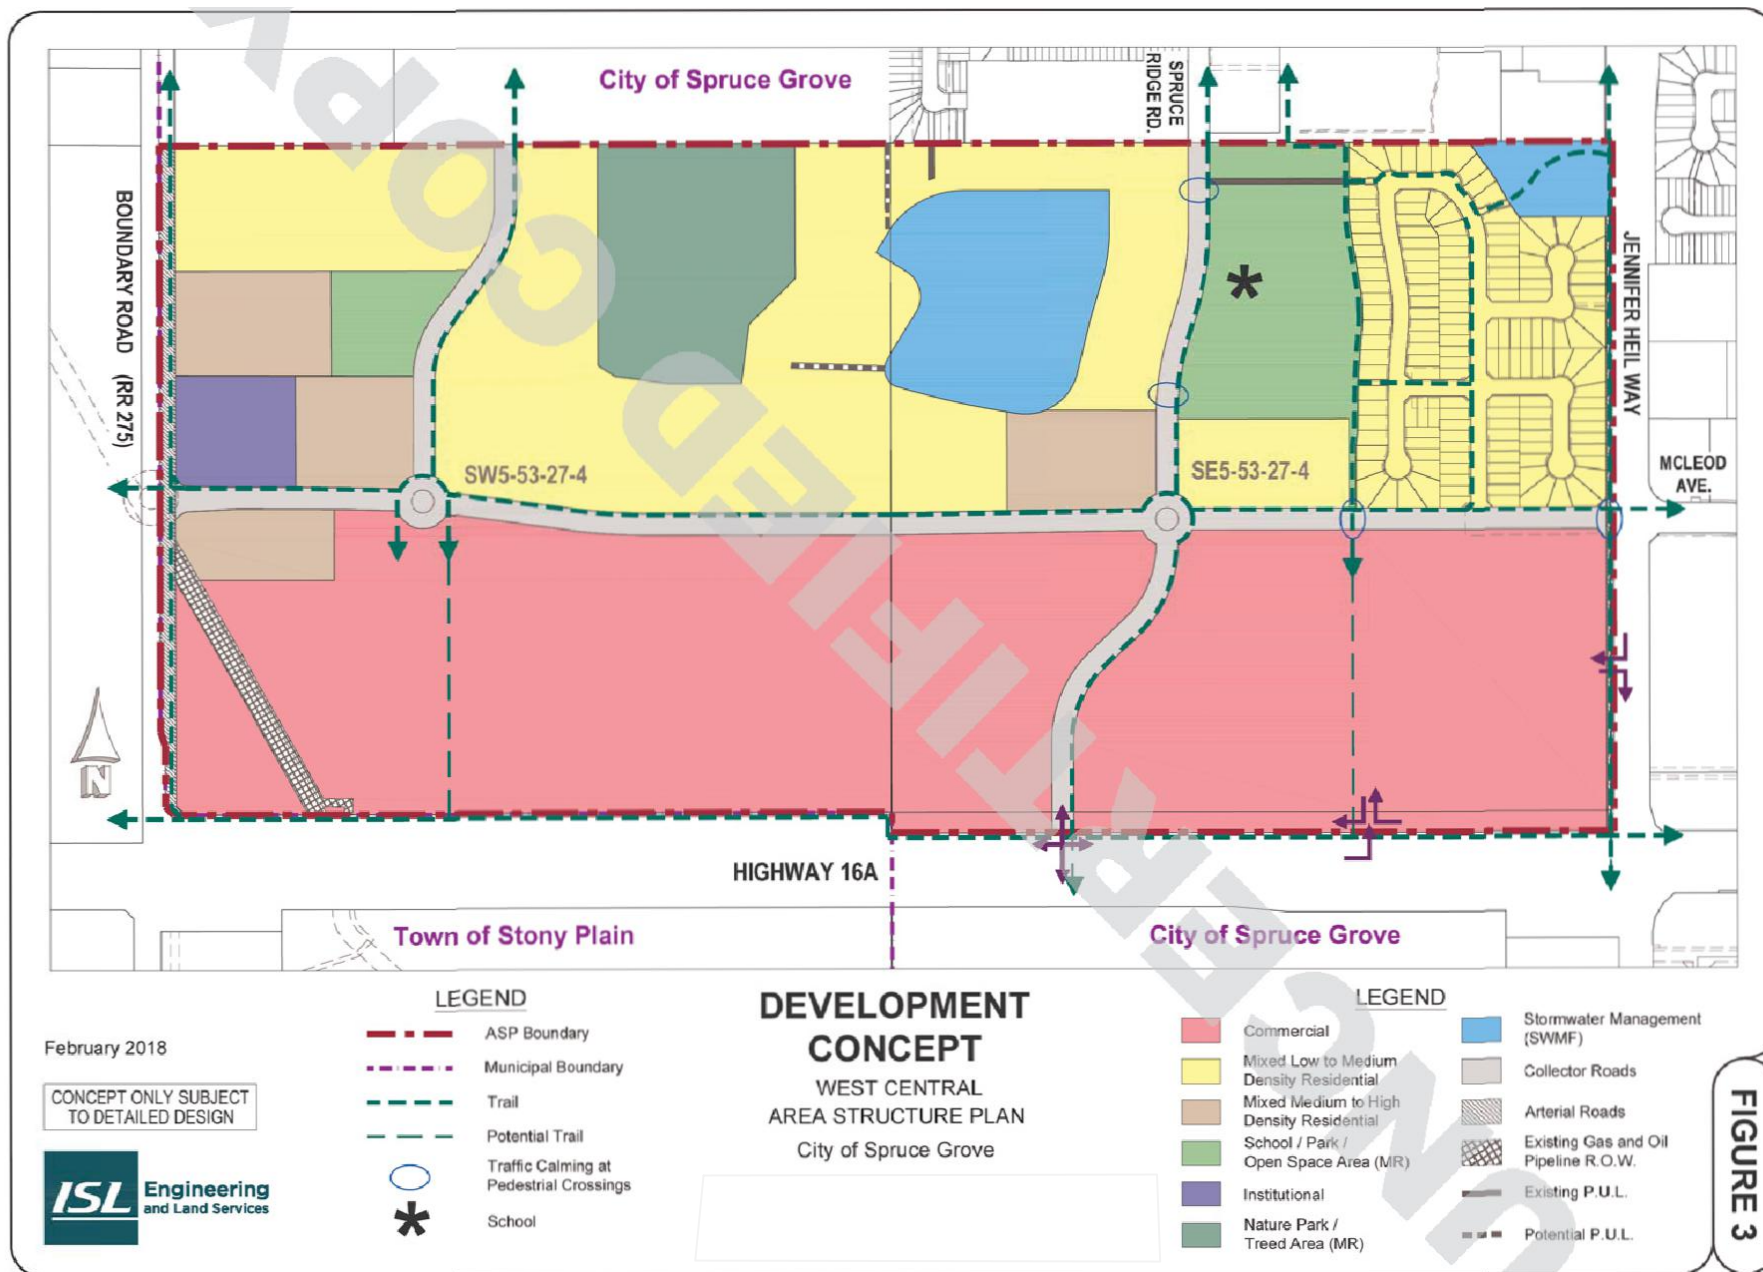 City of Spruce Grove
SPRUCE
RIDGE RD.
BOUNDARY ROAD (RR 275)
JENNIFER HEIL WAY
MCLEOD
AVE.
SW5-53-27-4
SE5-53-27-4
N
HIGHWAY 16A
Town of Stony Plain
City of Spruce Grove
UNCERTIFIED COPY
February 2018
CONCEPT ONLY SUBJECT
TO DETAILED DESIGN
ISL Engineering
and Land Services
LEGEND
ASP Boundary
Municipal Boundary
Trail
Potential Trail
Traffic Calming at
Pedestrial Crossings
School
DEVELOPMENT
CONCEPT
WEST CENTRAL
AREA STRUCTURE PLAN
City of Spruce Grove
LEGEND
Commercial
Mixed Low to Medium
Density Residential
Mixed Medium to High
Density Residential
School / Park /
Open Space Area (MR)
Institutional
Nature Park /
Treed Area (MR)
Stormwater Management
(SWMF)
Collector Roads
Arterial Roads
Existing Gas and Oil
Pipeline R.O.W.
Existing P.U.L.
Potential P.U.L.
FIGURE 3